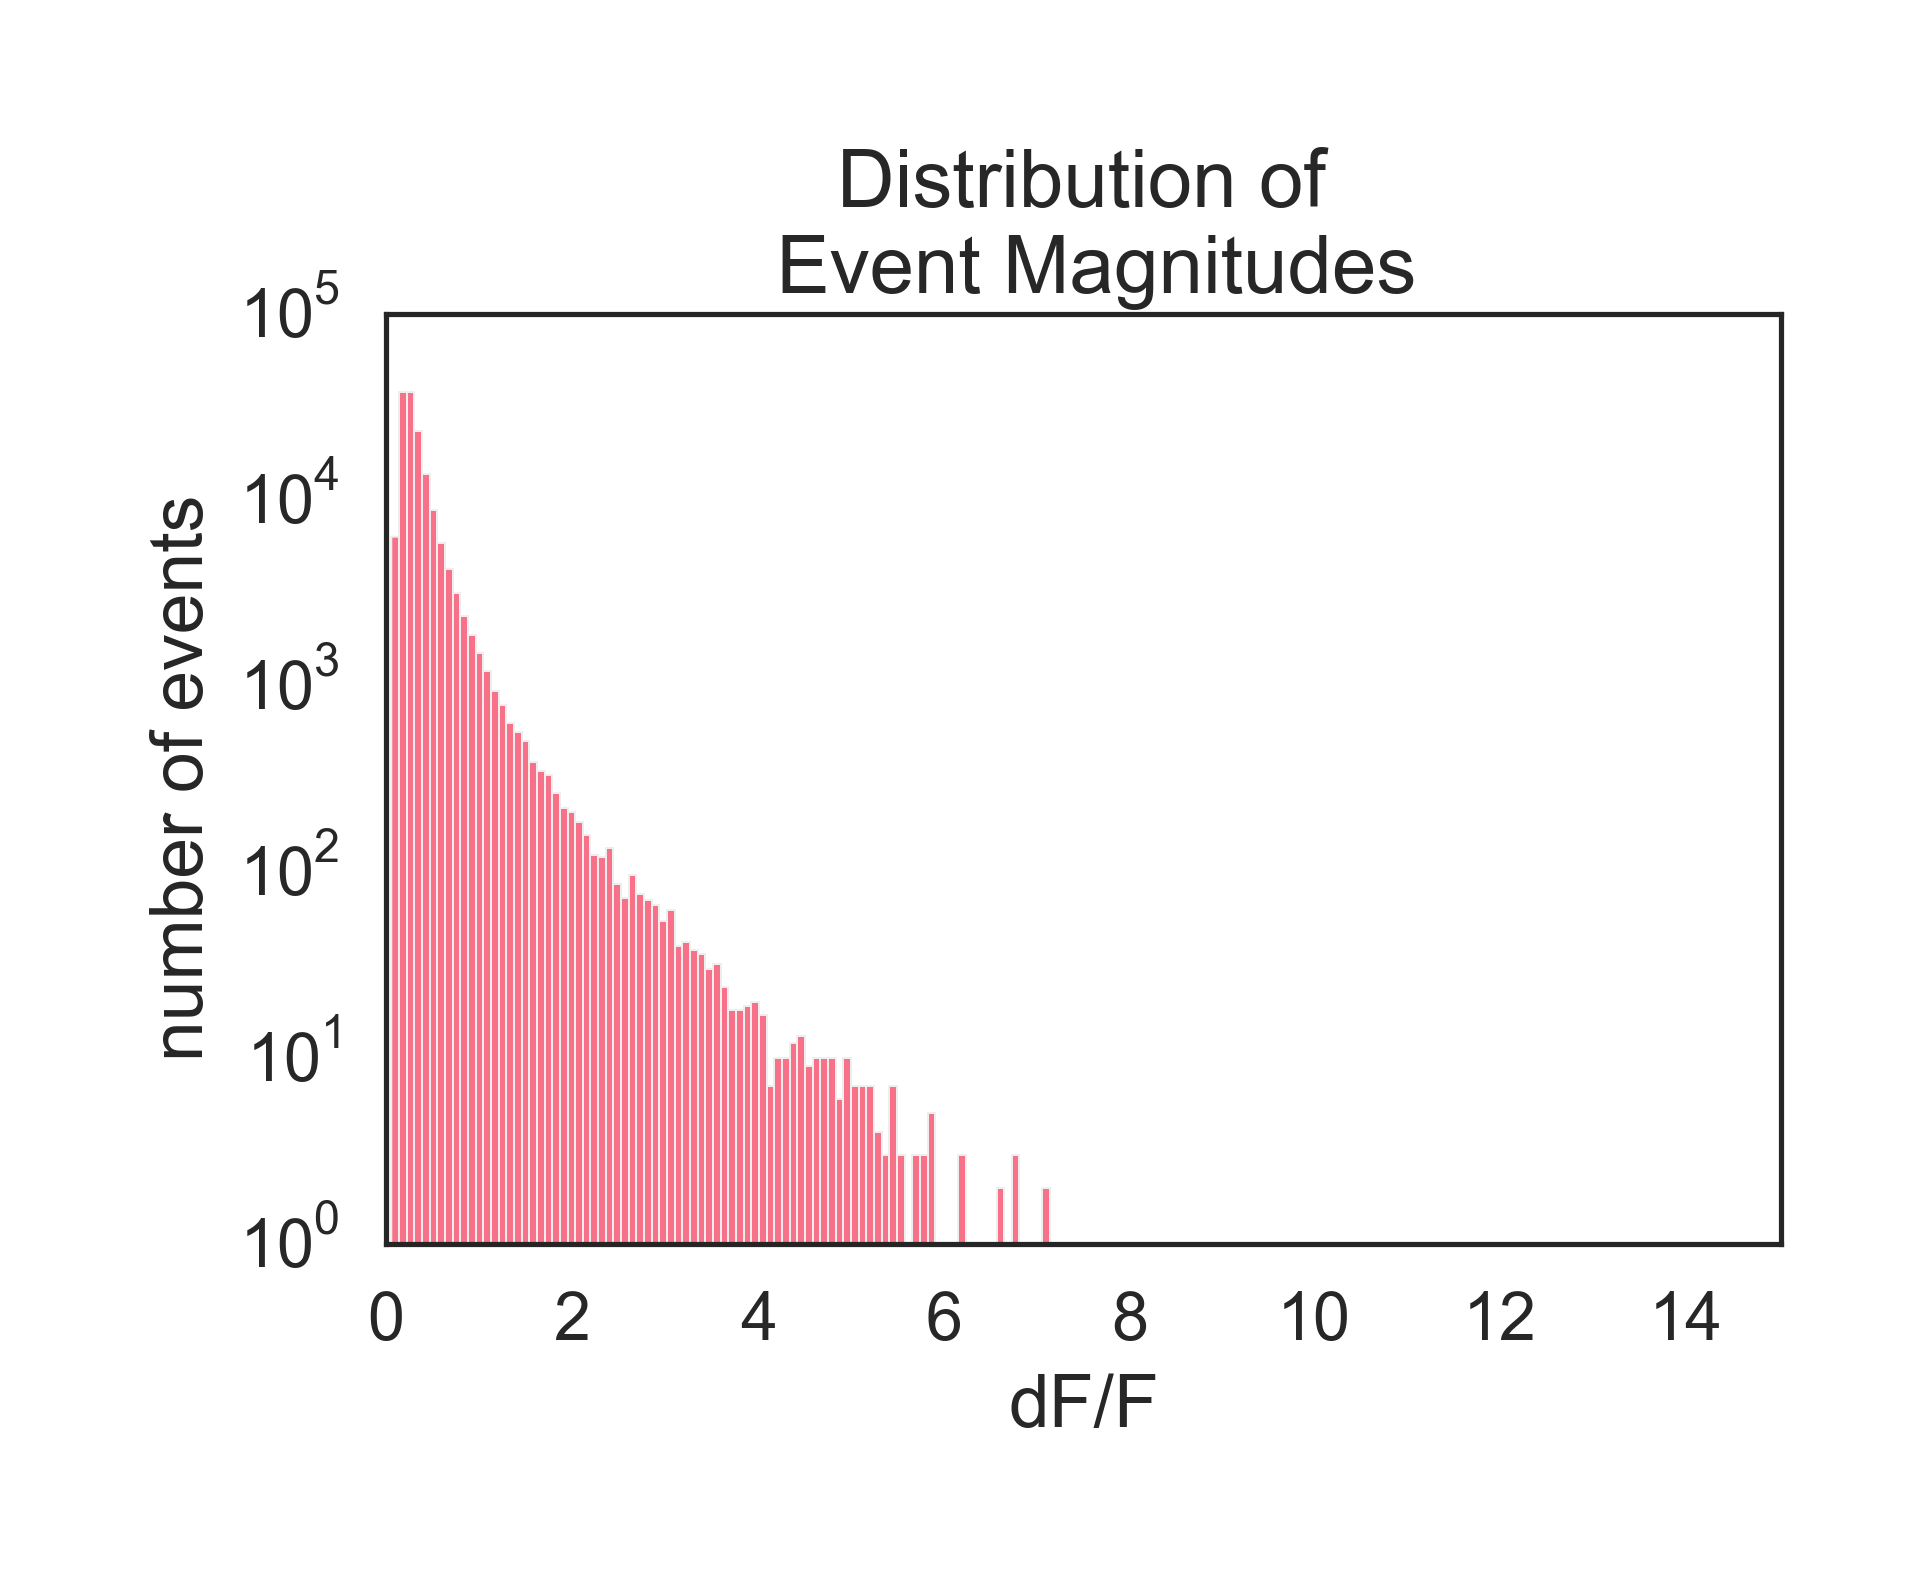 Distribution of
Event Magnitudes
number of events
10^5
10^4
10^3
10^2
10^1
10^0
0 2 4 6 8 10 12 14
dF/F